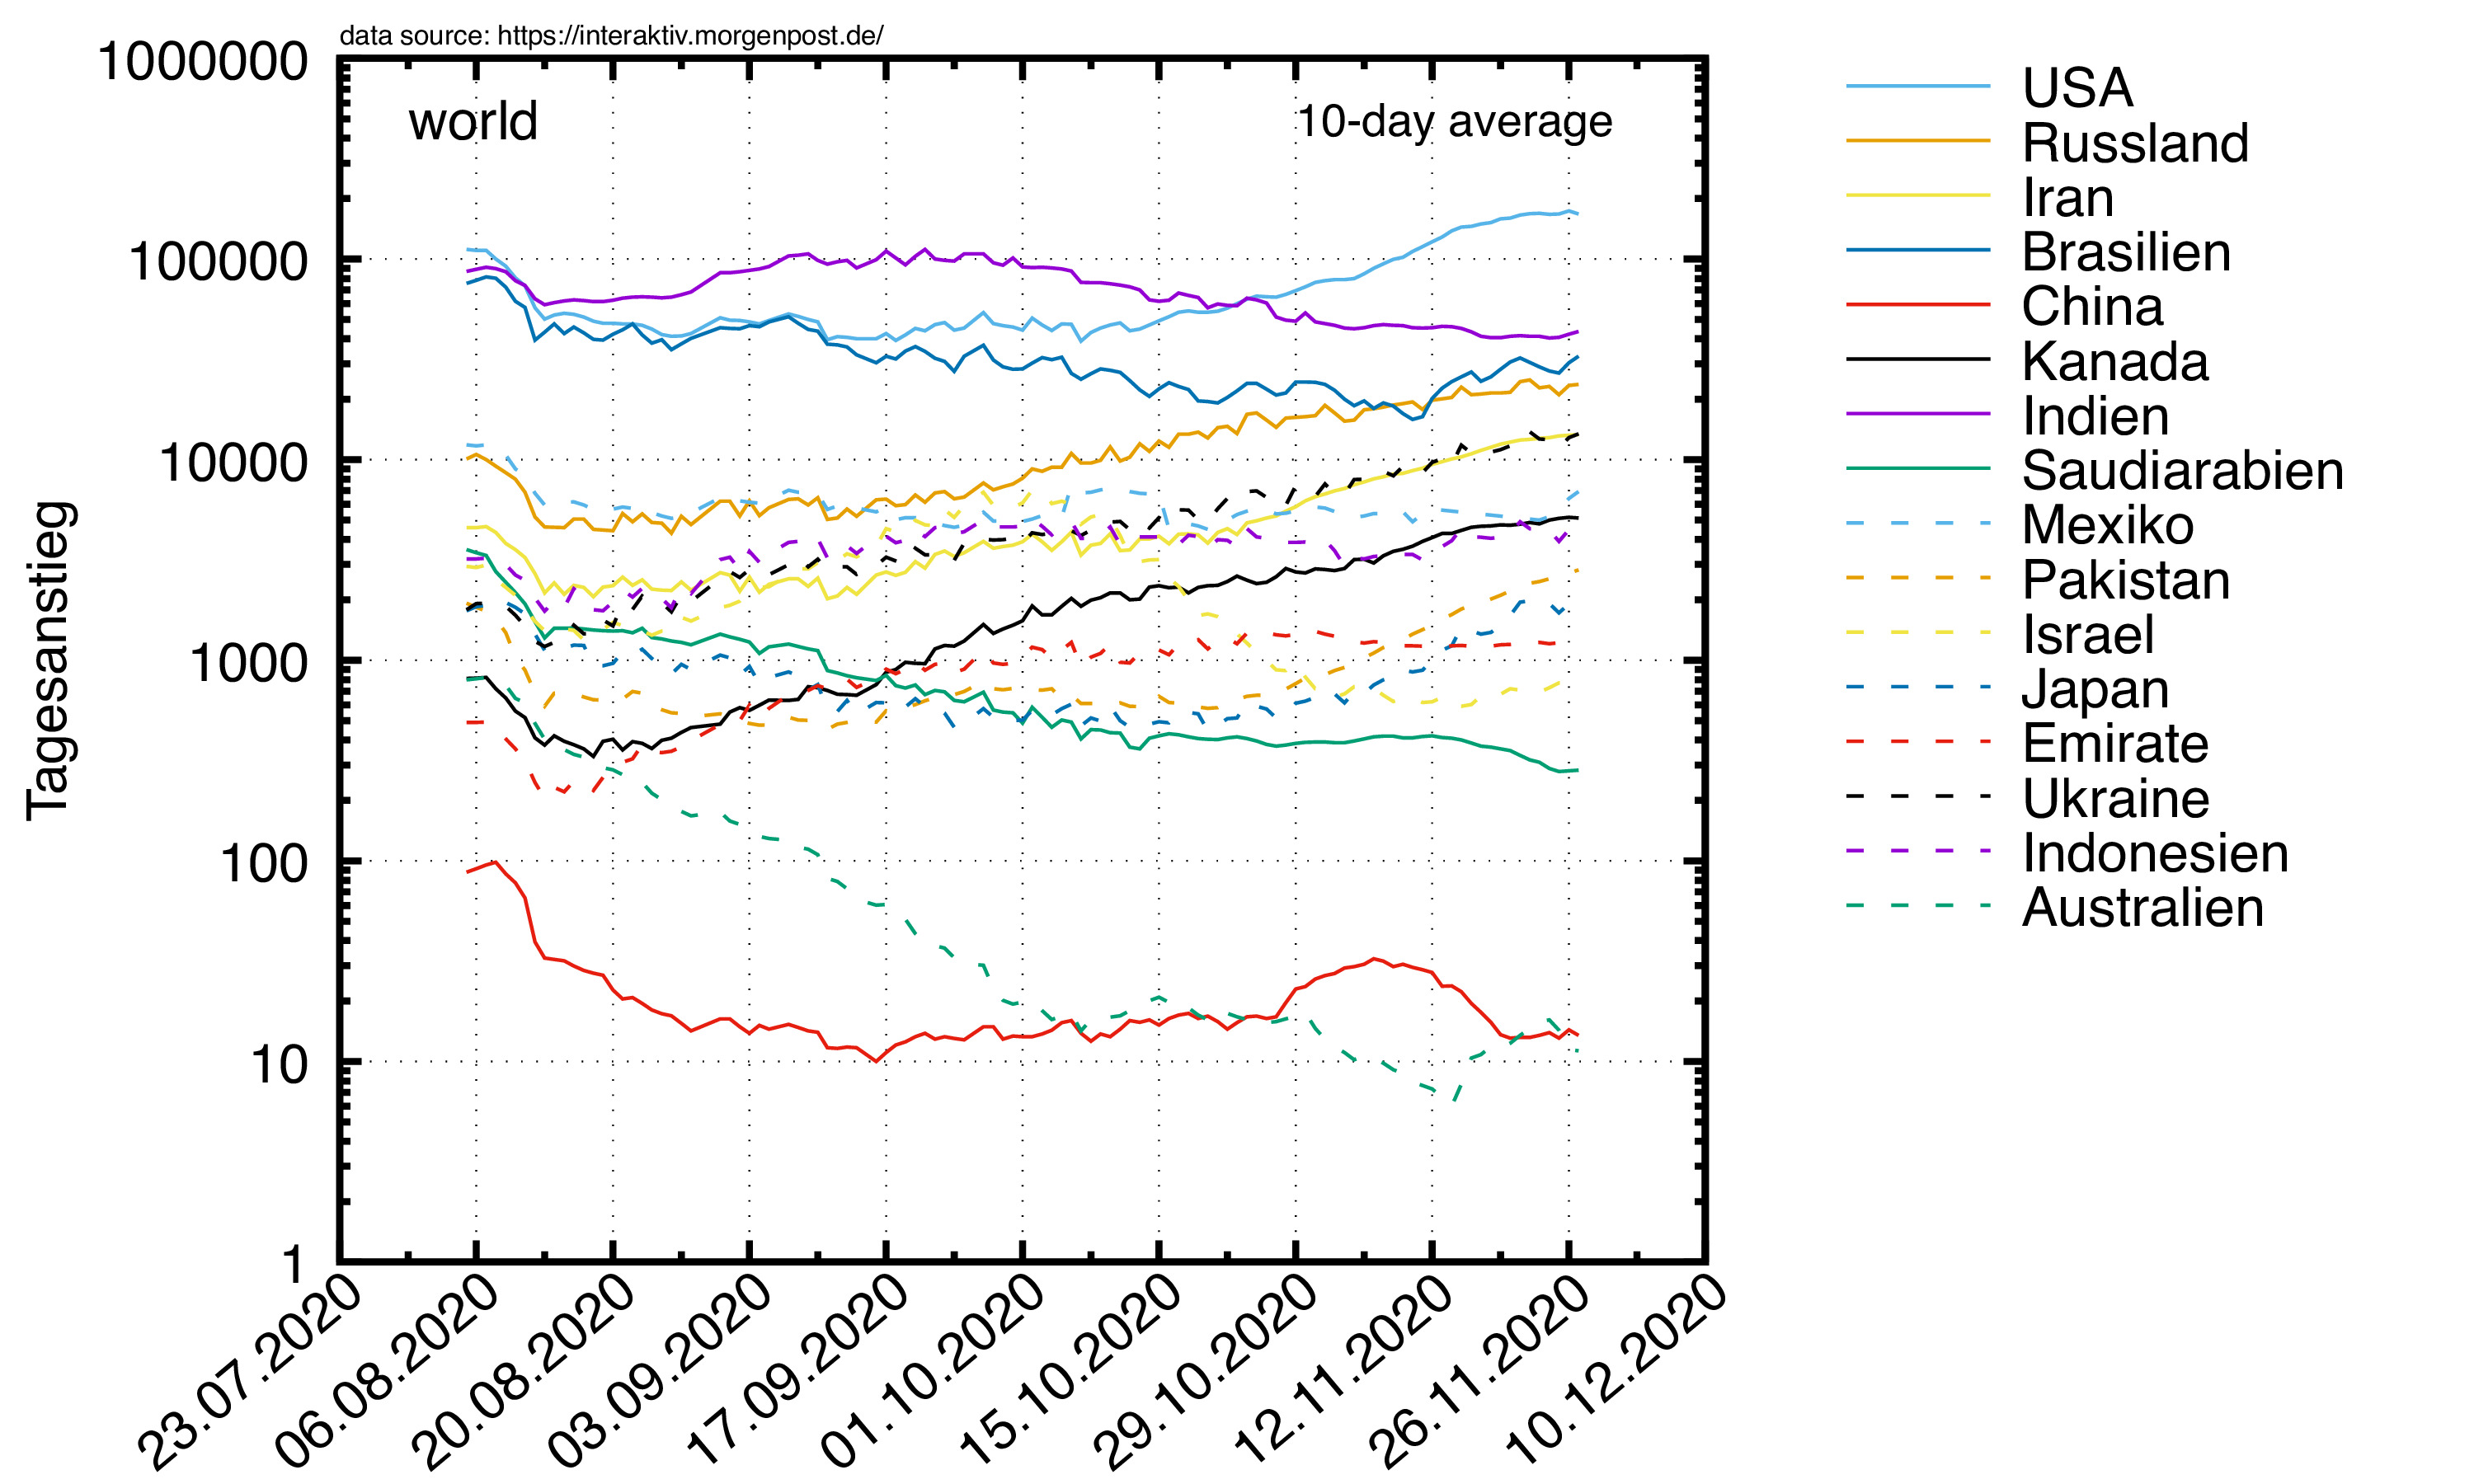 data source: https://interaktiv.morgenpost.de/
world
10-day average
Tagesanstieg
1000000
100000
10000
1000
100
10
1
23.07.2020
06.08.2020
20.08.2020
03.09.2020
17.09.2020
01.10.2020
15.10.2020
29.10.2020
12.11.2020
26.11.2020
10.12.2020
USA
Russland
Iran
Brasilien
China
Kanada
Indien
Saudiarabien
Mexiko
Pakistan
Israel
Japan
Emirate
Ukraine
Indonesien
Australien